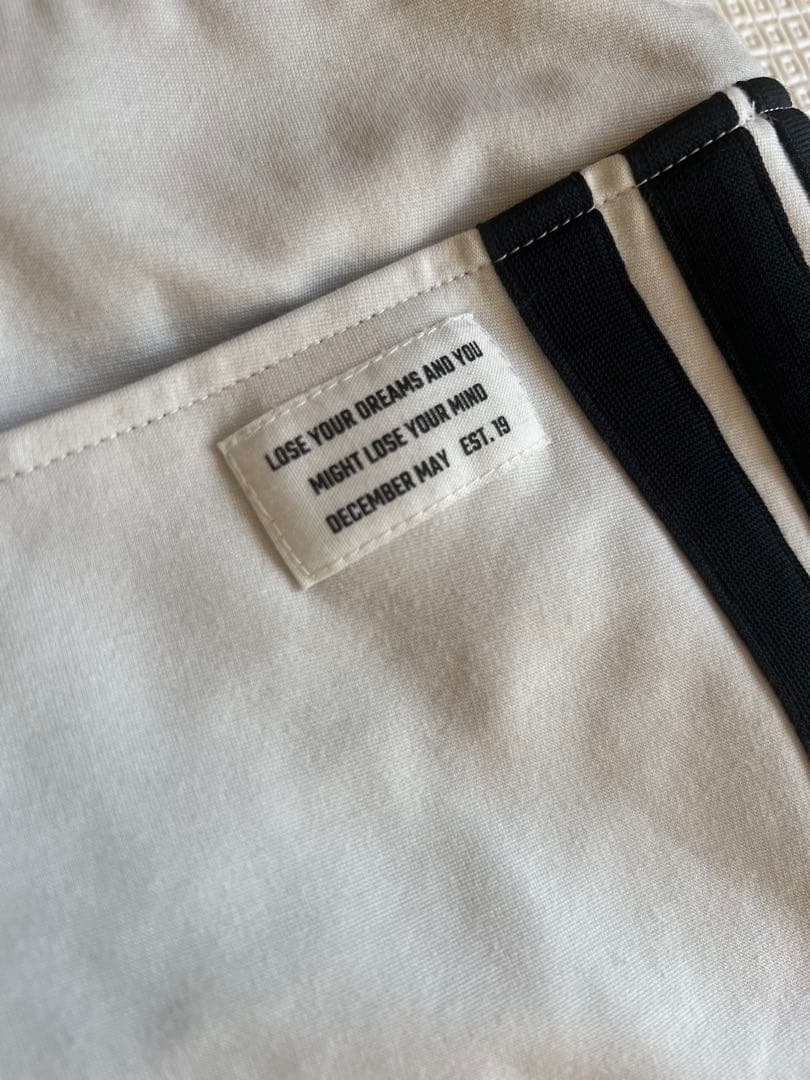 LOSE YOUR DREAMS AND YOU
MIGHT LOSE YOUR MIND
DECEMBER MAY EST. 19